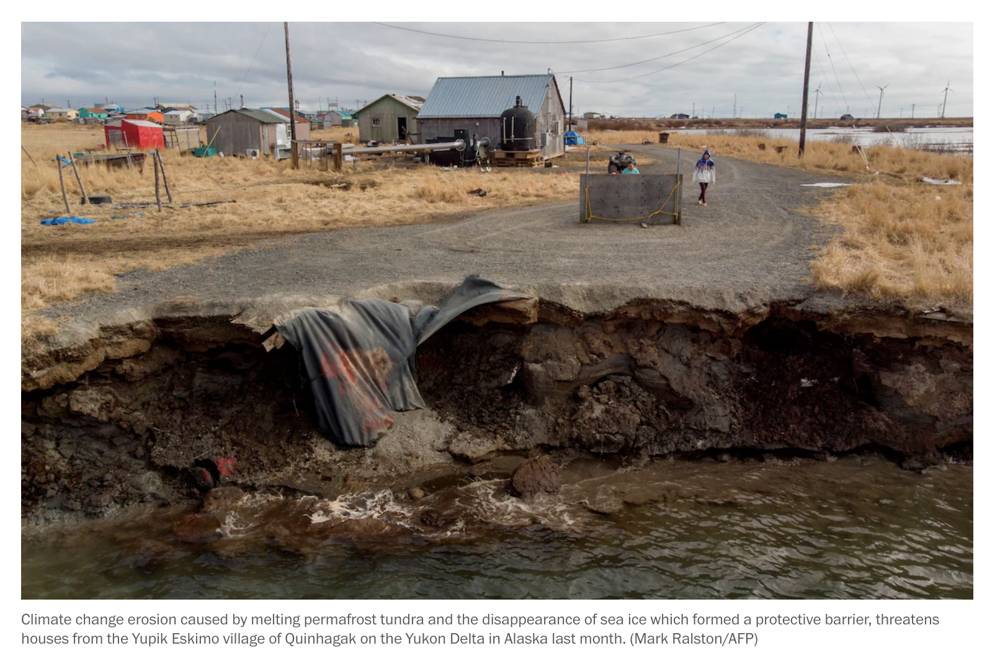 Climate change erosion caused by melting permafrost tundra and the disappearance of sea ice which formed a protective barrier, threatens
houses from the Yupik Eskimo village of Quinhagak on the Yukon Delta in Alaska last month. (Mark Ralston/AFP)